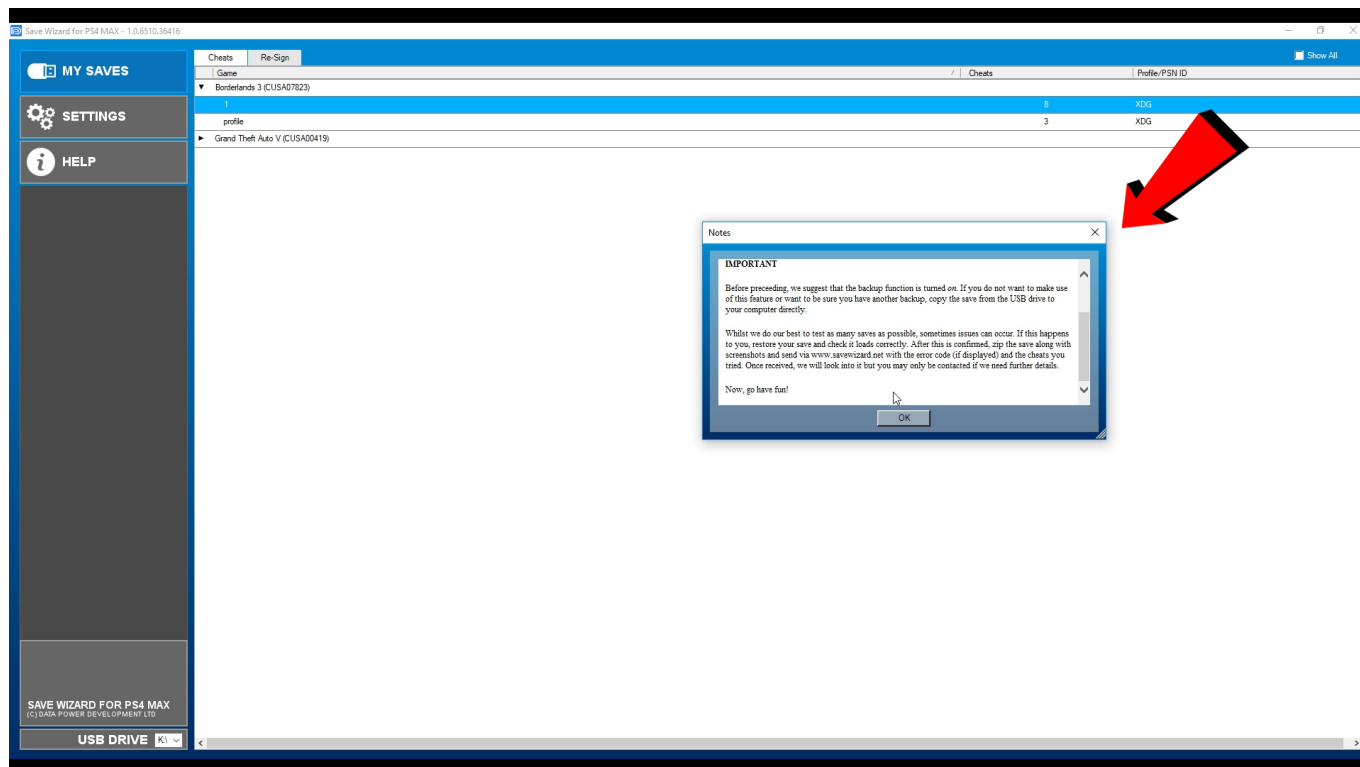 Save Wizard for PS4 MAX - 1.0.6510.36416
MY SAVES
SETTINGS
HELP
Cheats Re-Sign
Show All
Game / Cheats Profile/PSN ID
Borderlands 3 (CUSA07823)
1 8 XDG
profile 3 XDG
Grand Theft Auto V (CUSA00419)
Notes
IMPORTANT
Before preceeding, we suggest that the backup function is turned on. If you do not want to make use
of this feature or want to be sure you have another backup, copy the save from the USB drive to
your computer directly.
Whilst we do our best to test as many saves as possible, sometimes issues can occur. If this happens
to you, restore your save and check it loads correctly. After this is confirmed, zip the save along with
screenshots and send via www.savewizard.net with the error code (if displayed) and the cheats you
tried. Once received, we will look into it but you may only be contacted if we need further details.
Now, go have fun!
OK
SAVE WIZARD FOR PS4 MAX
(C) DATA POWER DEVELOPMENT LTD
USB DRIVE K:\